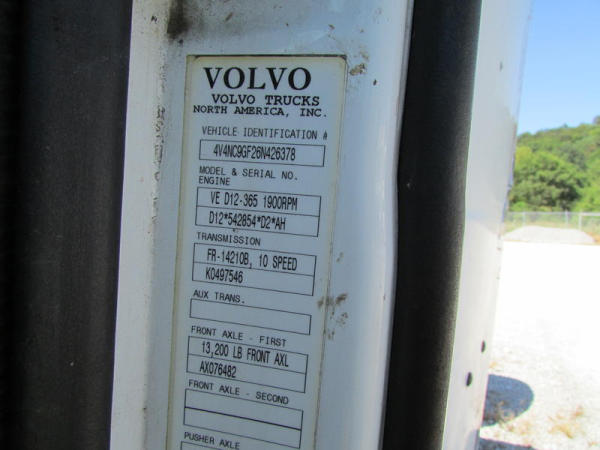 VOLVO
VOLVO TRUCKS
NORTH AMERICA, INC.
VEHICLE IDENTIFICATION #
4V4NC9GF26N426378
MODEL & SERIAL NO.
ENGINE
VE D12-365 1900RPM
D12*542854*D2*AH
TRANSMISSION
FR-14210B, 10 SPEED
K0497546
AUX TRANS.
FRONT AXLE - FIRST
13,200 LB FRONT AXL
AX076482
FRONT AXLE - SECOND
PUSHER AXLE